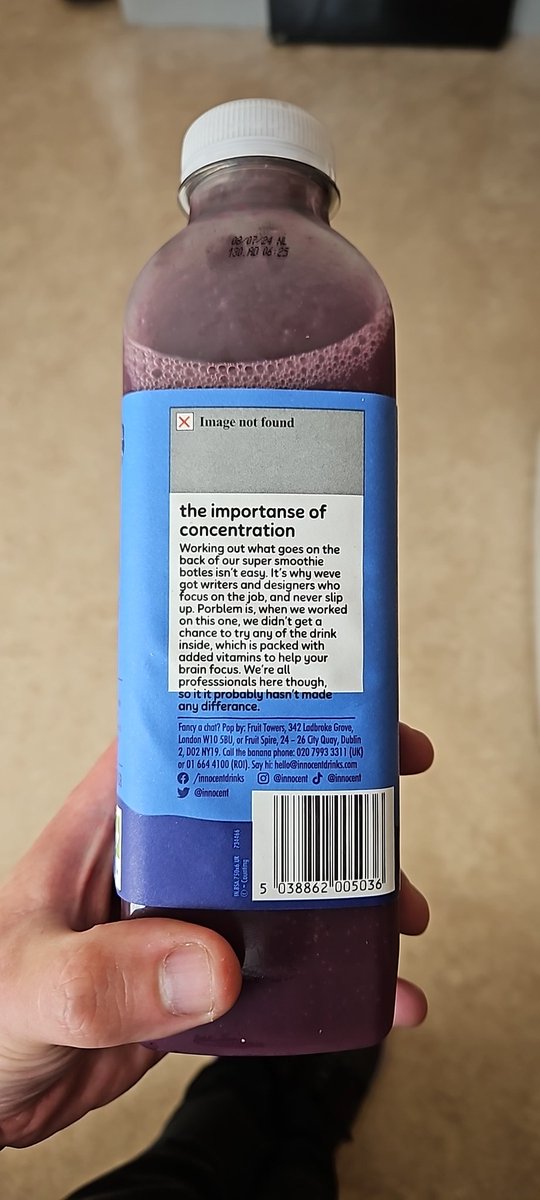 08/07/24 NL
130.AD 06:25
Image not found
the importanse of
concentration
Working out what goes on the
back of our super smoothie
botles isn't easy. It's why weve
got writers and designers who
focus on the job, and never slip
up. Porblem is, when we worked
on this one, we didn't get a
chance to try any of the drink
inside, which is packed with
added vitamins to help your
brain focus. We're all
professsionals here though,
so it it probably hasn't made
any differance.
Fancy a chat? Pop by: Fruit Towers, 342 Ladbroke Grove,
London W10 5BU, or Fruit Spire, 24 – 26 City Quay, Dublin
2, D02 NY19. Call the banana phone: 020 7993 3311 (UK)
or 01 664 4100 (ROI). Say hi: hello@innocentdrinks.com
/innocentdrinks @innocent @innocent
@innocent
734466
= Counting
5 038862 005036